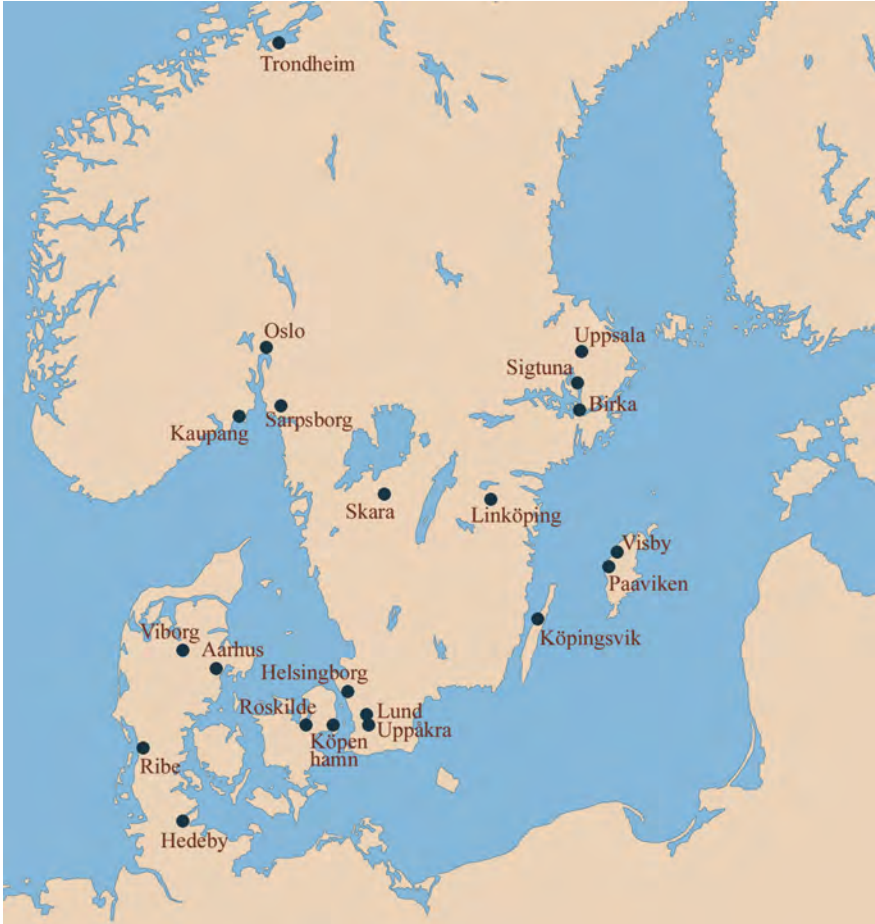 Trondheim
Oslo
Uppsala
Sigtuna
Birka
Sarpsborg
Kaupang
Skara
Linköping
Visby
Paaviken
Köpingsvik
Viborg
Aarhus
Helsingborg
Roskilde
Lund
Uppåkra
Köpen
hamn
Ribe
Hedeby